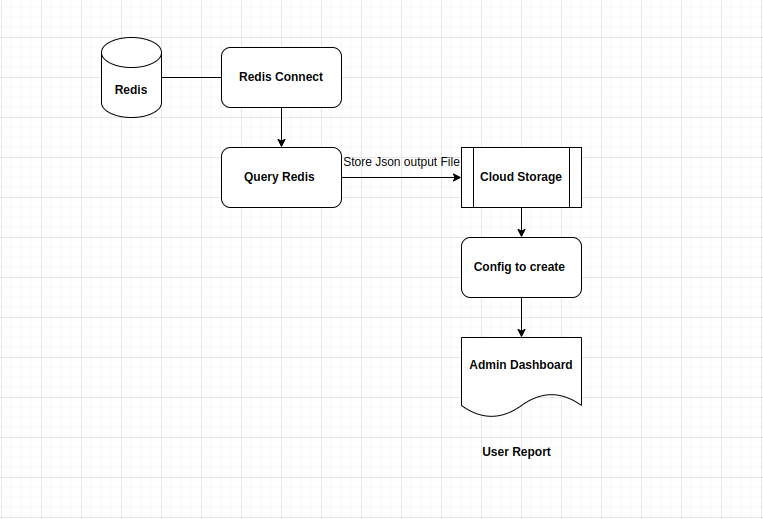 Redis
Redis Connect
Query Redis
Store Json output File
Cloud Storage
Config to create
Admin Dashboard
User Report